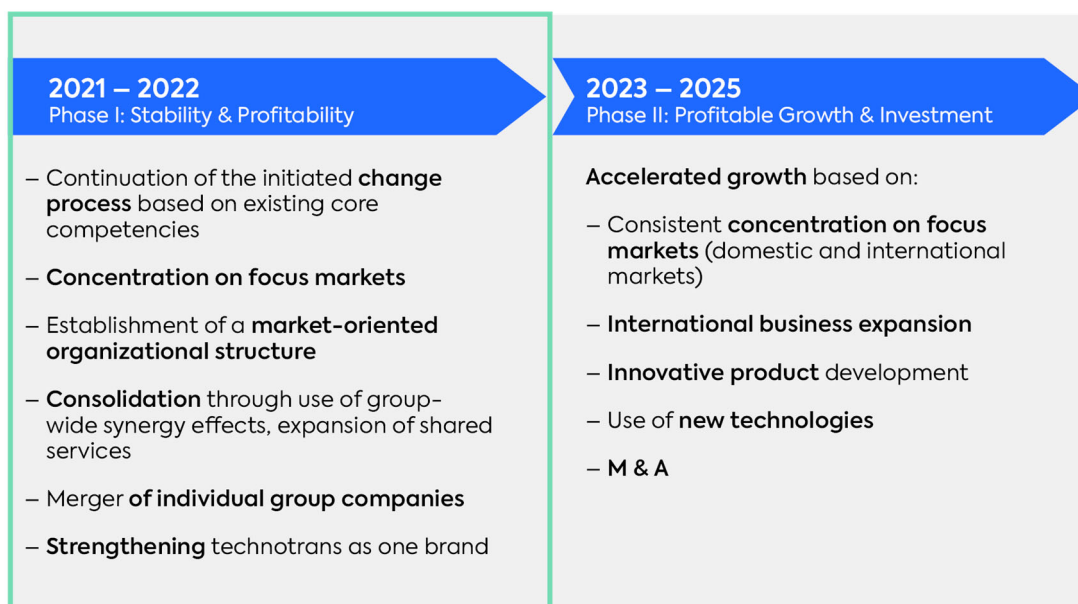 2021 – 2022
Phase I: Stability & Profitability
– Continuation of the initiated change
process based on existing core
competencies
– Concentration on focus markets
– Establishment of a market-oriented
organizational structure
– Consolidation through use of group-
wide synergy effects, expansion of shared
services
– Merger of individual group companies
– Strengthening technotrans as one brand
2023 – 2025
Phase II: Profitable Growth & Investment
Accelerated growth based on:
– Consistent concentration on focus
markets (domestic and international
markets)
– International business expansion
– Innovative product development
– Use of new technologies
– M & A